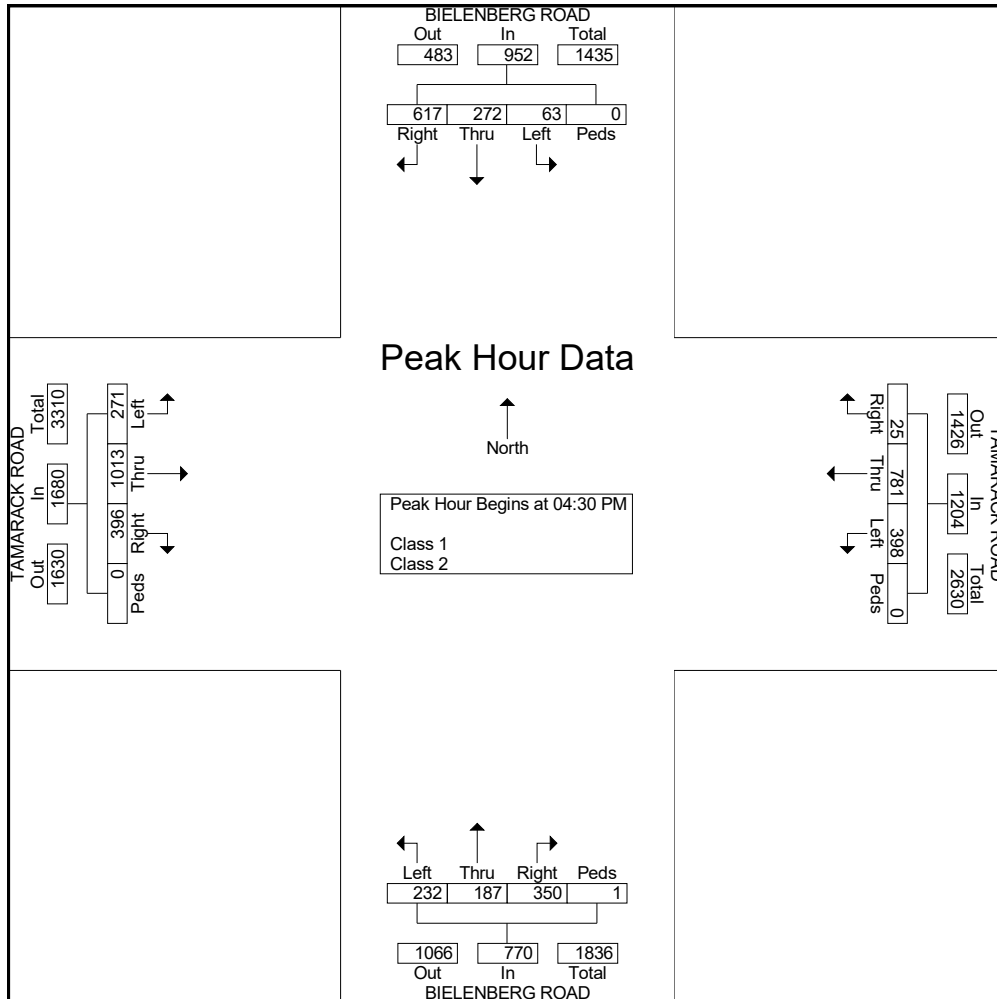 BIELENBERG ROAD
Out In Total
483 952 1435
617 272 63 0
Right Thru Left Peds
Peak Hour Data
North
Peak Hour Begins at 04:30 PM
Class 1
Class 2
TAMARACK ROAD
Out In Total
1630 1680 3310
Left Thru Right Peds
271 1013 396 0
TAMARACK ROAD
Out In Total
1426 1204 2630
Right Thru Left Peds
25 781 398 0
Left Thru Right Peds
232 187 350 1
1066 770 1836
Out In Total
BIELENBERG ROAD